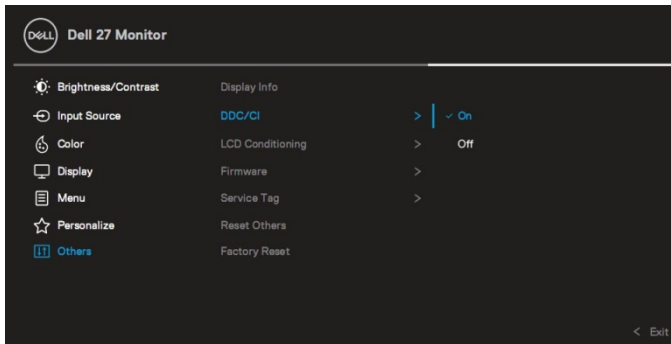 DELL Dell 27 Monitor
Brightness/Contrast Display Info
Input Source DDC/CI > ✓ On
Color LCD Conditioning > Off
Display Firmware >
Menu Service Tag >
Personalize Reset Others
Others Factory Reset
< Exit